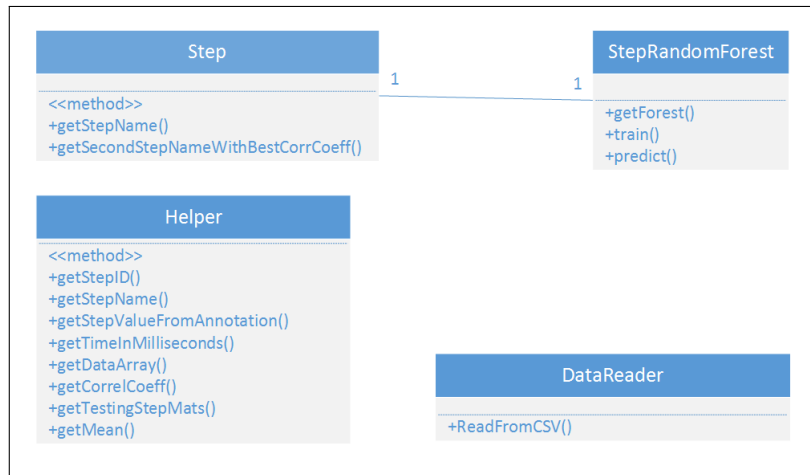 Step
<<method>>
+getStepName()
+getSecondStepNameWithBestCorrCoeff()
1
1
StepRandomForest
+getForest()
+train()
+predict()
Helper
<<method>>
+getStepID()
+getStepName()
+getStepValueFromAnnotation()
+getTimeInMilliseconds()
+getDataArray()
+getCorrelCoeff()
+getTestingStepMats()
+getMean()
DataReader
+ReadFromCSV()